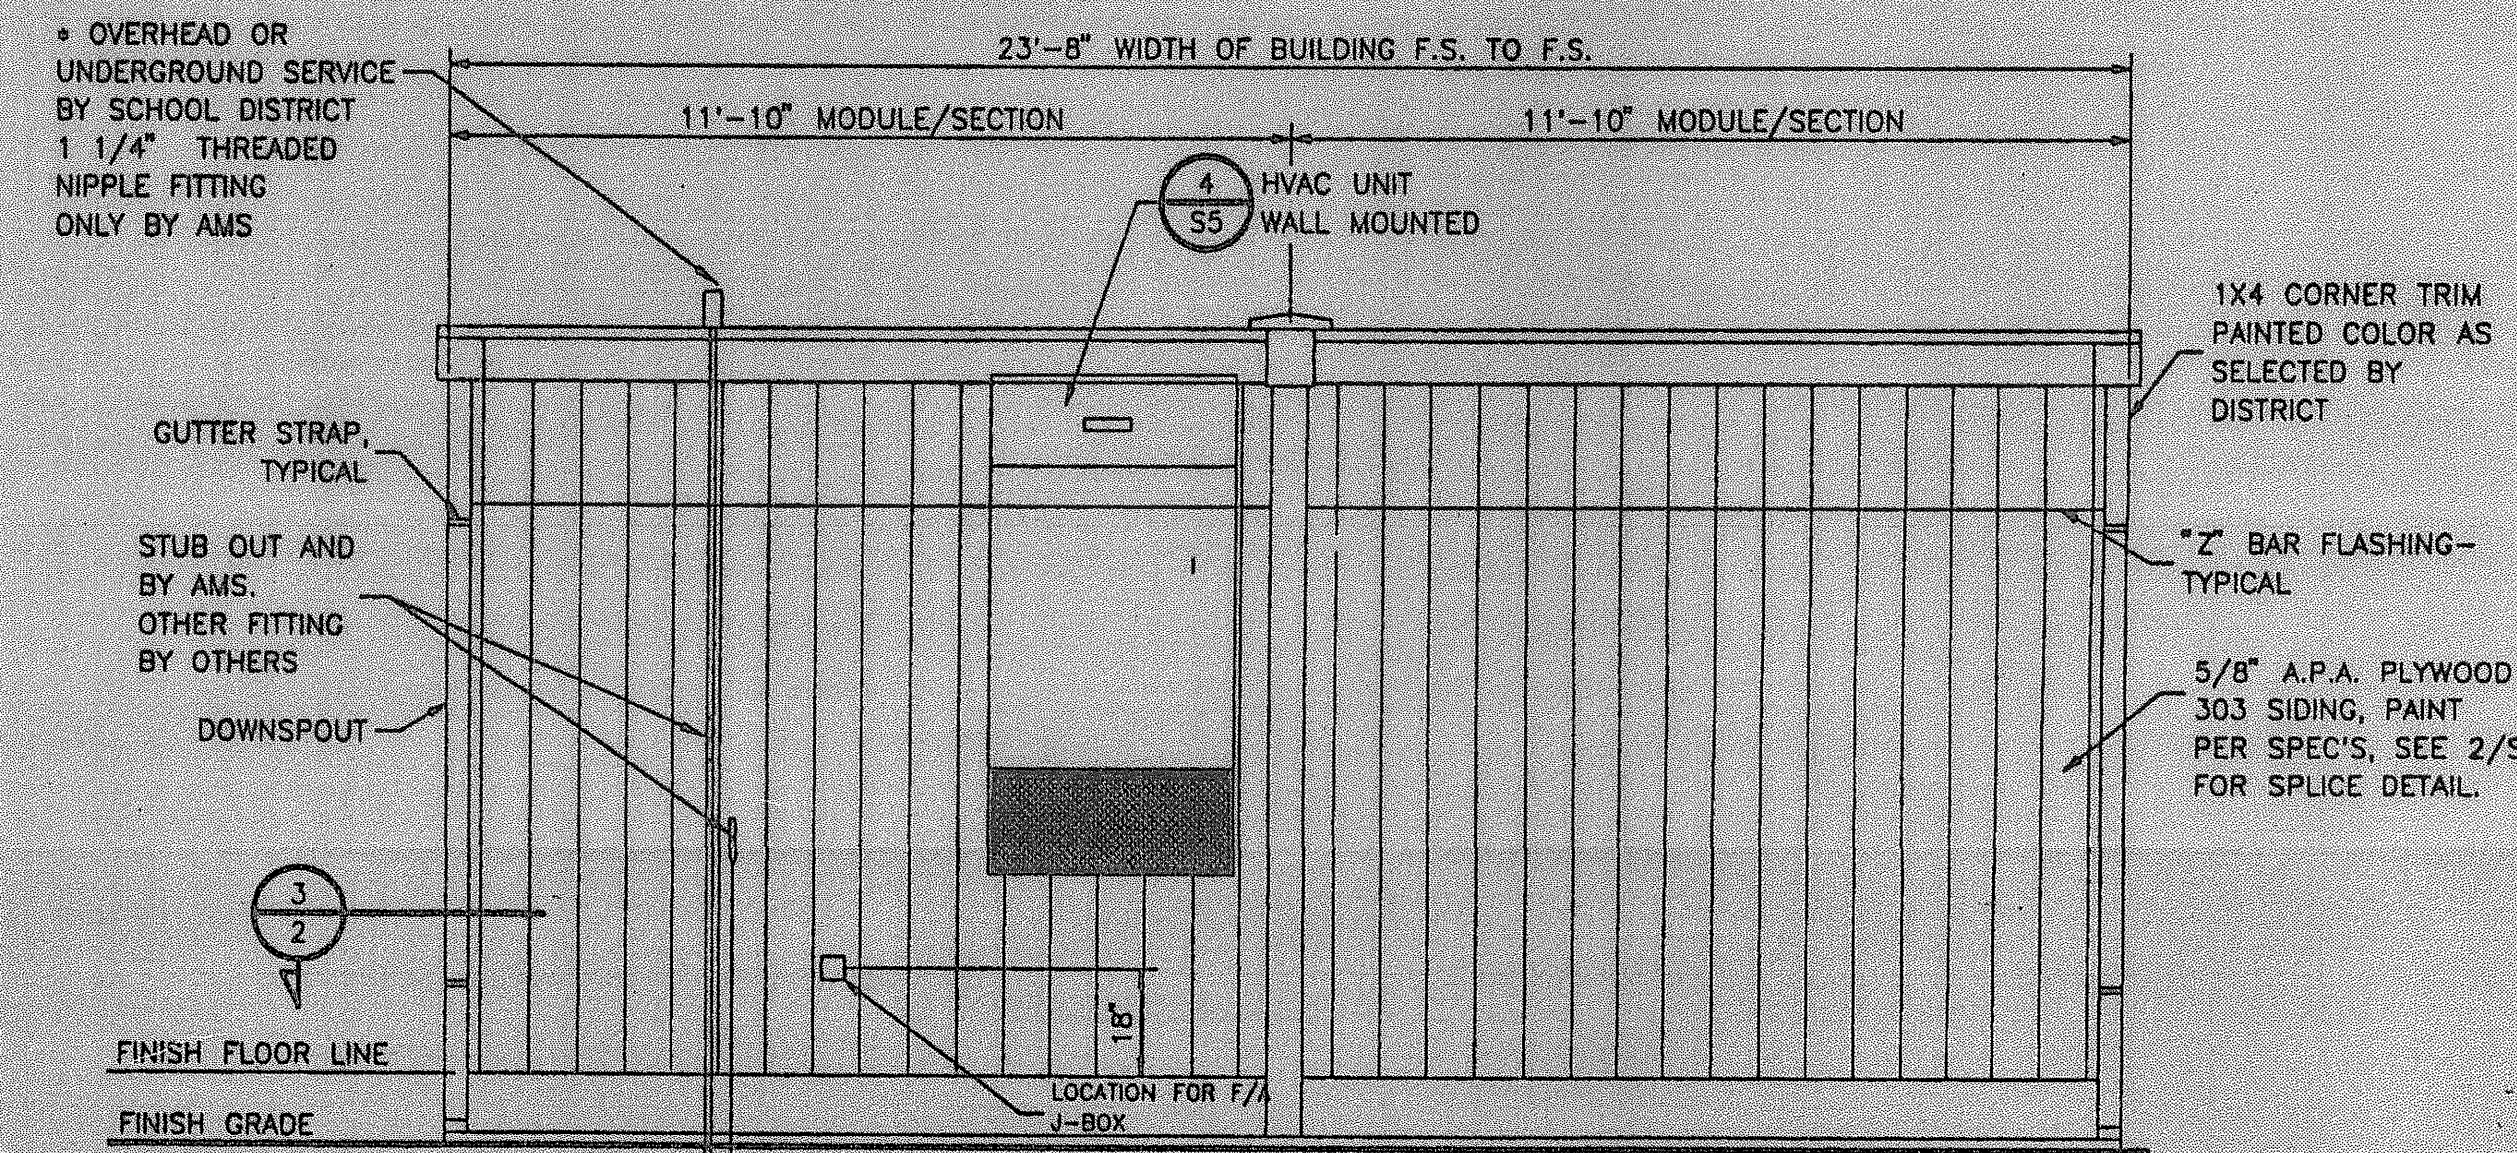 * OVERHEAD OR
UNDERGROUND SERVICE
BY SCHOOL DISTRICT
1 1/4" THREADED
NIPPLE FITTING
ONLY BY AMS
23'-8" WIDTH OF BUILDING F.S. TO F.S.
11'-10" MODULE/SECTION
11'-10" MODULE/SECTION
4
S5
HVAC UNIT
WALL MOUNTED
1X4 CORNER TRIM
PAINTED COLOR AS
SELECTED BY
DISTRICT
GUTTER STRAP,
TYPICAL
STUB OUT AND
BY AMS.
OTHER FITTING
BY OTHERS
DOWNSPOUT
"Z" BAR FLASHING-
TYPICAL
5/8" A.P.A. PLYWOOD
303 SIDING, PAINT
PER SPEC'S, SEE 2/S
FOR SPLICE DETAIL.
3
2
18"
FINISH FLOOR LINE
LOCATION FOR F/A
J-BOX
FINISH GRADE